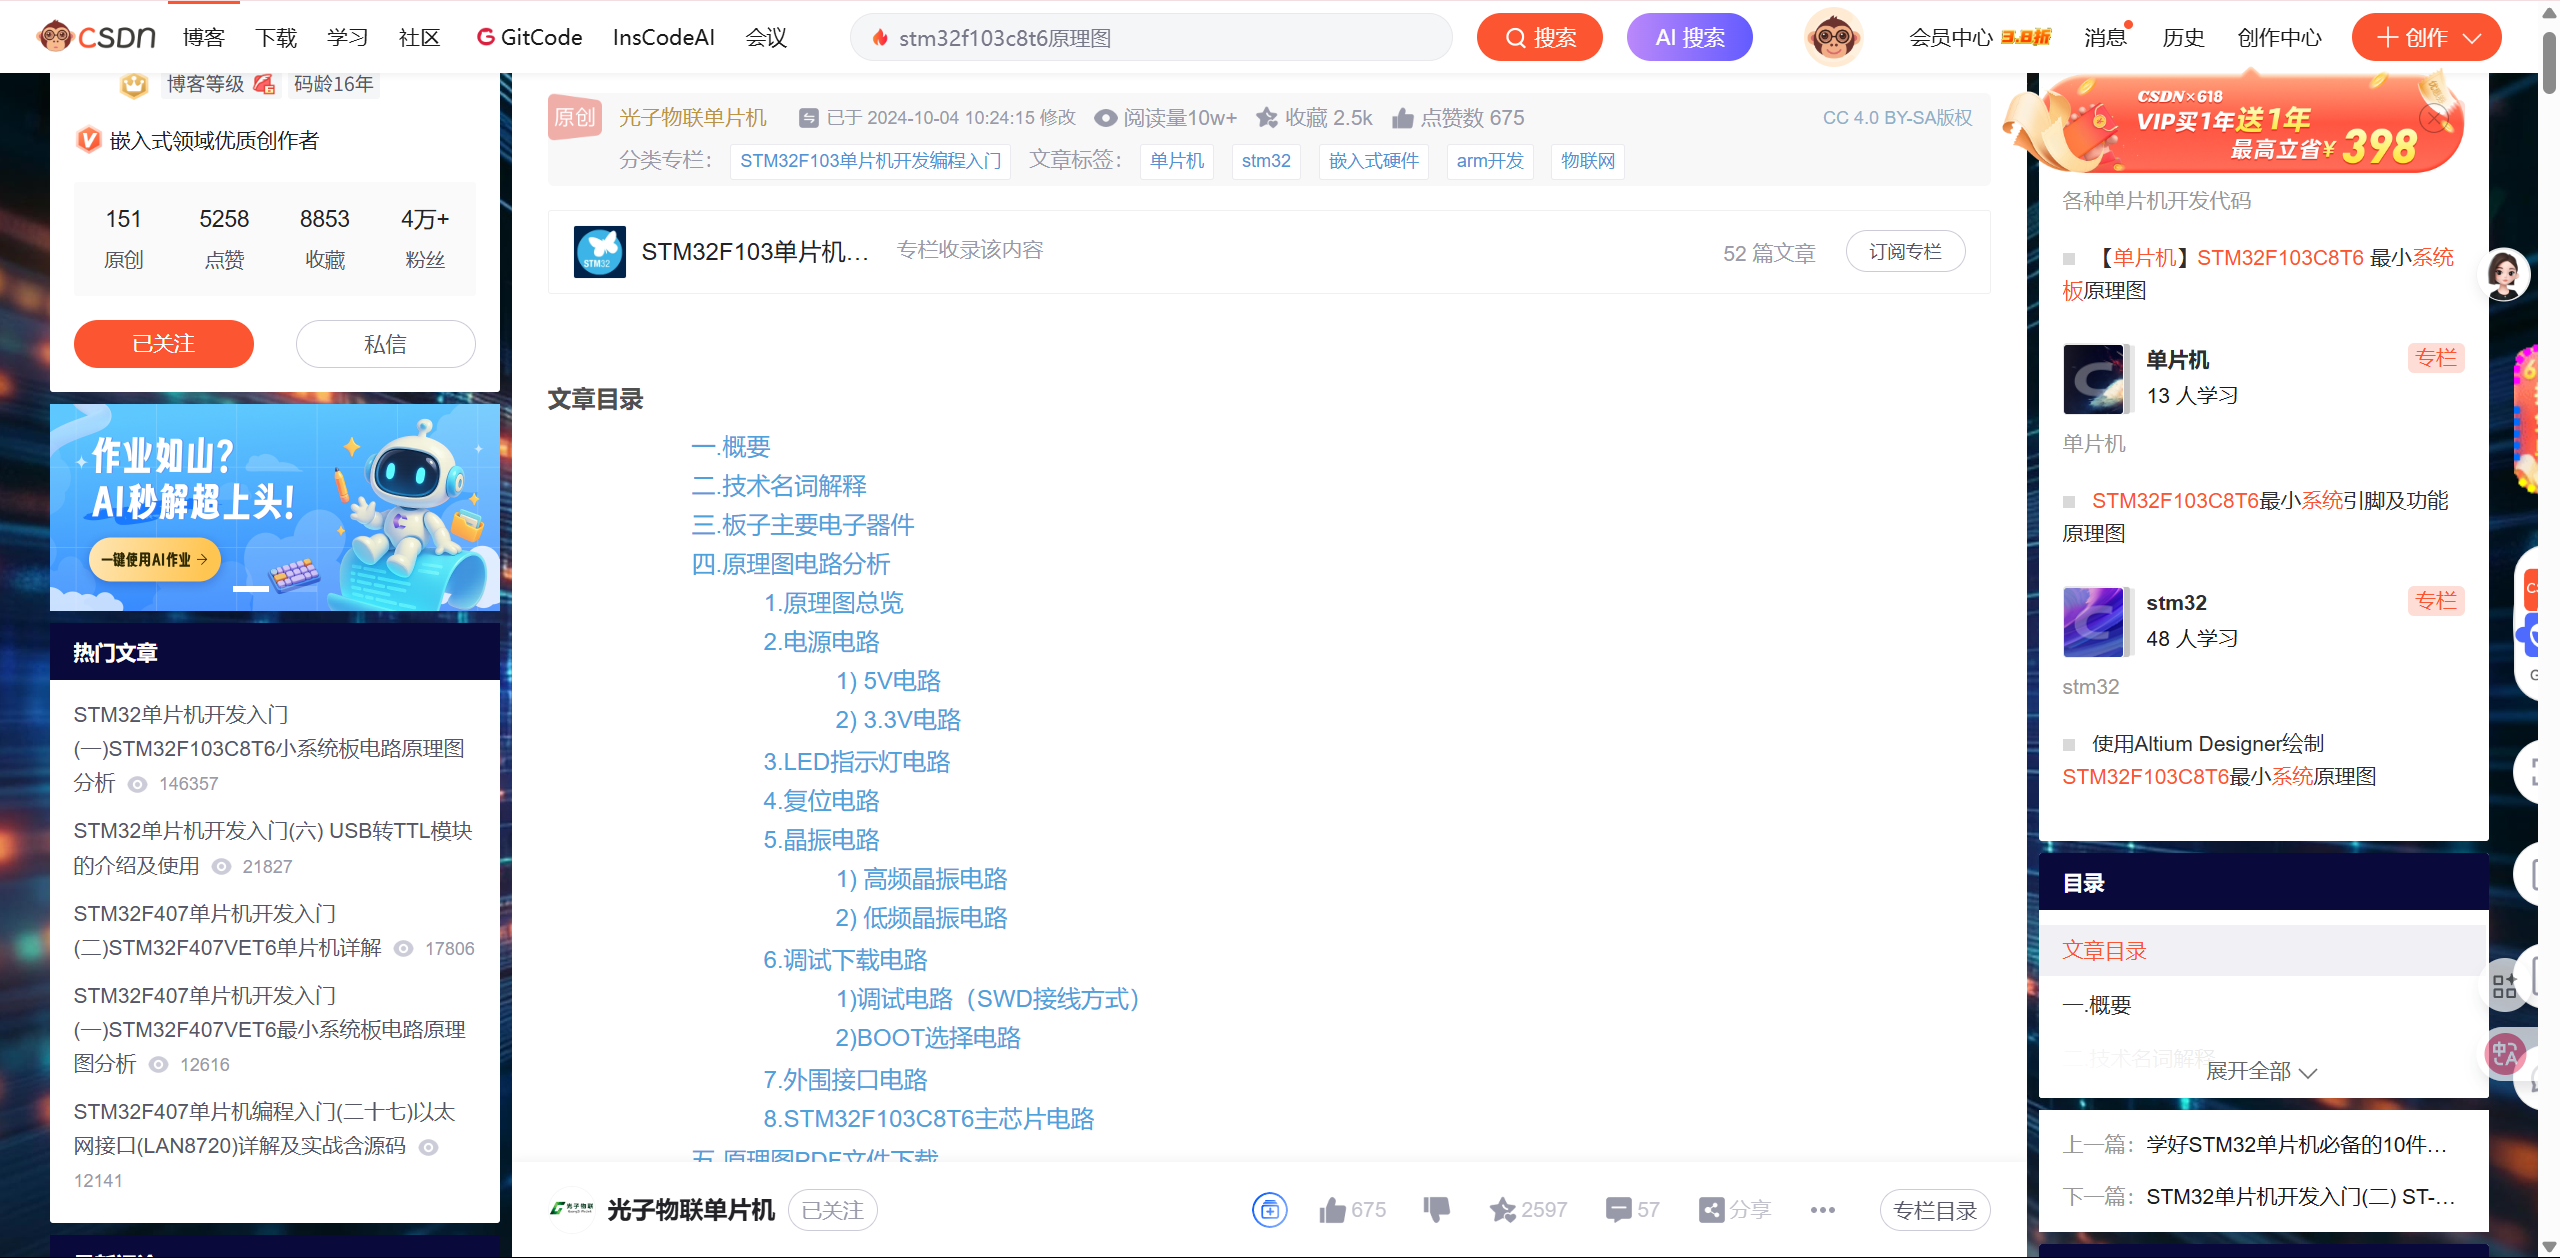 CSDN 博客 下载 学习 社区 GitCode InsCodeAI 会议 stm32f103c8t6原理图 搜索 AI 搜索 会员中心 3.8折 消息 历史 创作中心 创作
博客等级 码龄16年
嵌入式领域优质创作者
151 5258 8853 4万+
原创 点赞 收藏 粉丝
已关注 私信
作业如山?
AI秒解超上头!
一键使用AI作业
热门文章
STM32单片机开发入门
(一)STM32F103C8T6小系统板电路原理图
分析 146357
STM32单片机开发入门(六) USB转TTL模块
的介绍及使用 21827
STM32F407单片机开发入门
(二)STM32F407VET6单片机详解 17806
STM32F407单片机开发入门
(一)STM32F407VET6最小系统板电路原理
图分析 12616
STM32F407单片机编程入门(二十七)以太
网接口(LAN8720)详解及实战含源码
12141
原创 光子物联单片机 已于 2024-10-04 10:24:15 修改 阅读量10w+ 收藏 2.5k 点赞数 675 CC 4.0 BY-SA版权
分类专栏: STM32F103单片机开发编程入门 文章标签: 单片机 stm32 嵌入式硬件 arm开发 物联网
STM32
STM32F103单片机... 专栏收录该内容 52 篇文章 订阅专栏
文章目录
一.概要
二.技术名词解释
三.板子主要电子器件
四.原理图电路分析
1.原理图总览
2.电源电路
1) 5V电路
2) 3.3V电路
3.LED指示灯电路
4.复位电路
5.晶振电路
1) 高频晶振电路
2) 低频晶振电路
6.调试下载电路
1)调试电路（SWD接线方式）
2)BOOT选择电路
7.外围接口电路
8.STM32F103C8T6主芯片电路
五.原理图PDF文件下载
光子物联 光子物联单片机 已关注 675 2597 57 分享 专栏目录
CSDN×618
VIP买1年送1年
最高立省¥398
各种单片机开发代码
【单片机】STM32F103C8T6 最小系统
板原理图
单片机 专栏
13 人学习
单片机
STM32F103C8T6最小系统引脚及功能
原理图
stm32 专栏
48 人学习
stm32
使用Altium Designer绘制
STM32F103C8T6最小系统原理图
目录
文章目录
一.概要
二.技术名词解释
展开全部
上一篇: 学好STM32单片机必备的10件...
下一篇: STM32单片机开发入门(二) ST-...